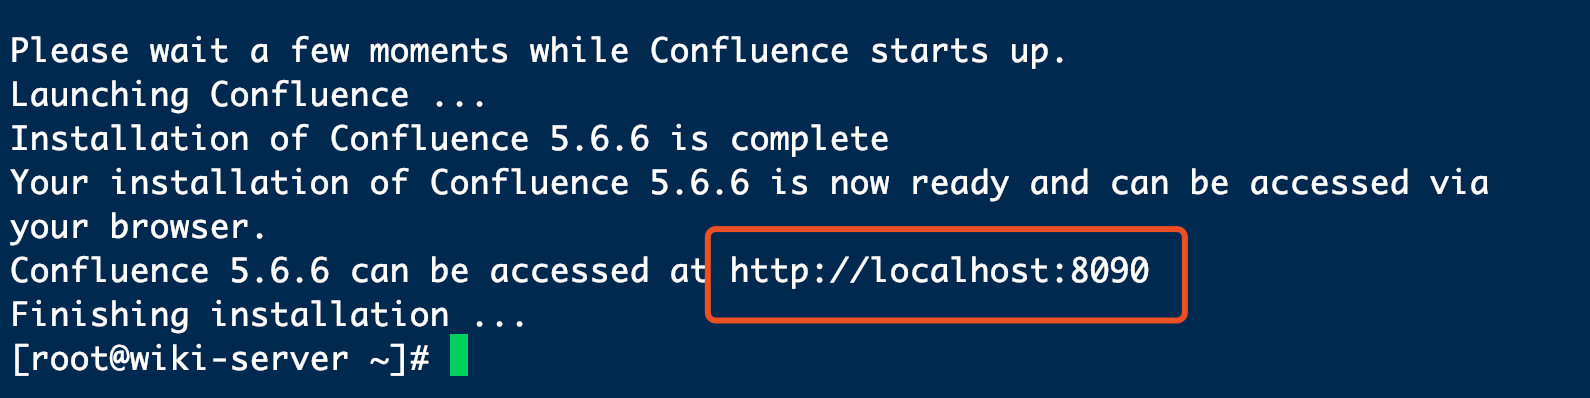 Please wait a few moments while Confluence starts up.
Launching Confluence ...
Installation of Confluence 5.6.6 is complete
Your installation of Confluence 5.6.6 is now ready and can be accessed via
your browser.
Confluence 5.6.6 can be accessed at http://localhost:8090
Finishing installation ...
[root@wiki-server ~]#